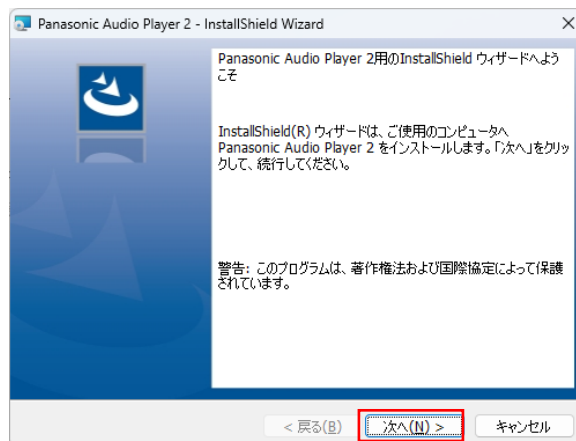 Panasonic Audio Player 2 - InstallShield Wizard
Panasonic Audio Player 2用のInstallShield ウィザードへよう
こそ
InstallShield(R) ウィザードは、ご使用のコンピュータへ
Panasonic Audio Player 2 をインストールします。「次へ」をクリッ
クして、続行してください。
警告: このプログラムは、著作権法および国際協定によって保護
されています。
< 戻る(B) 次へ(N) > キャンセル